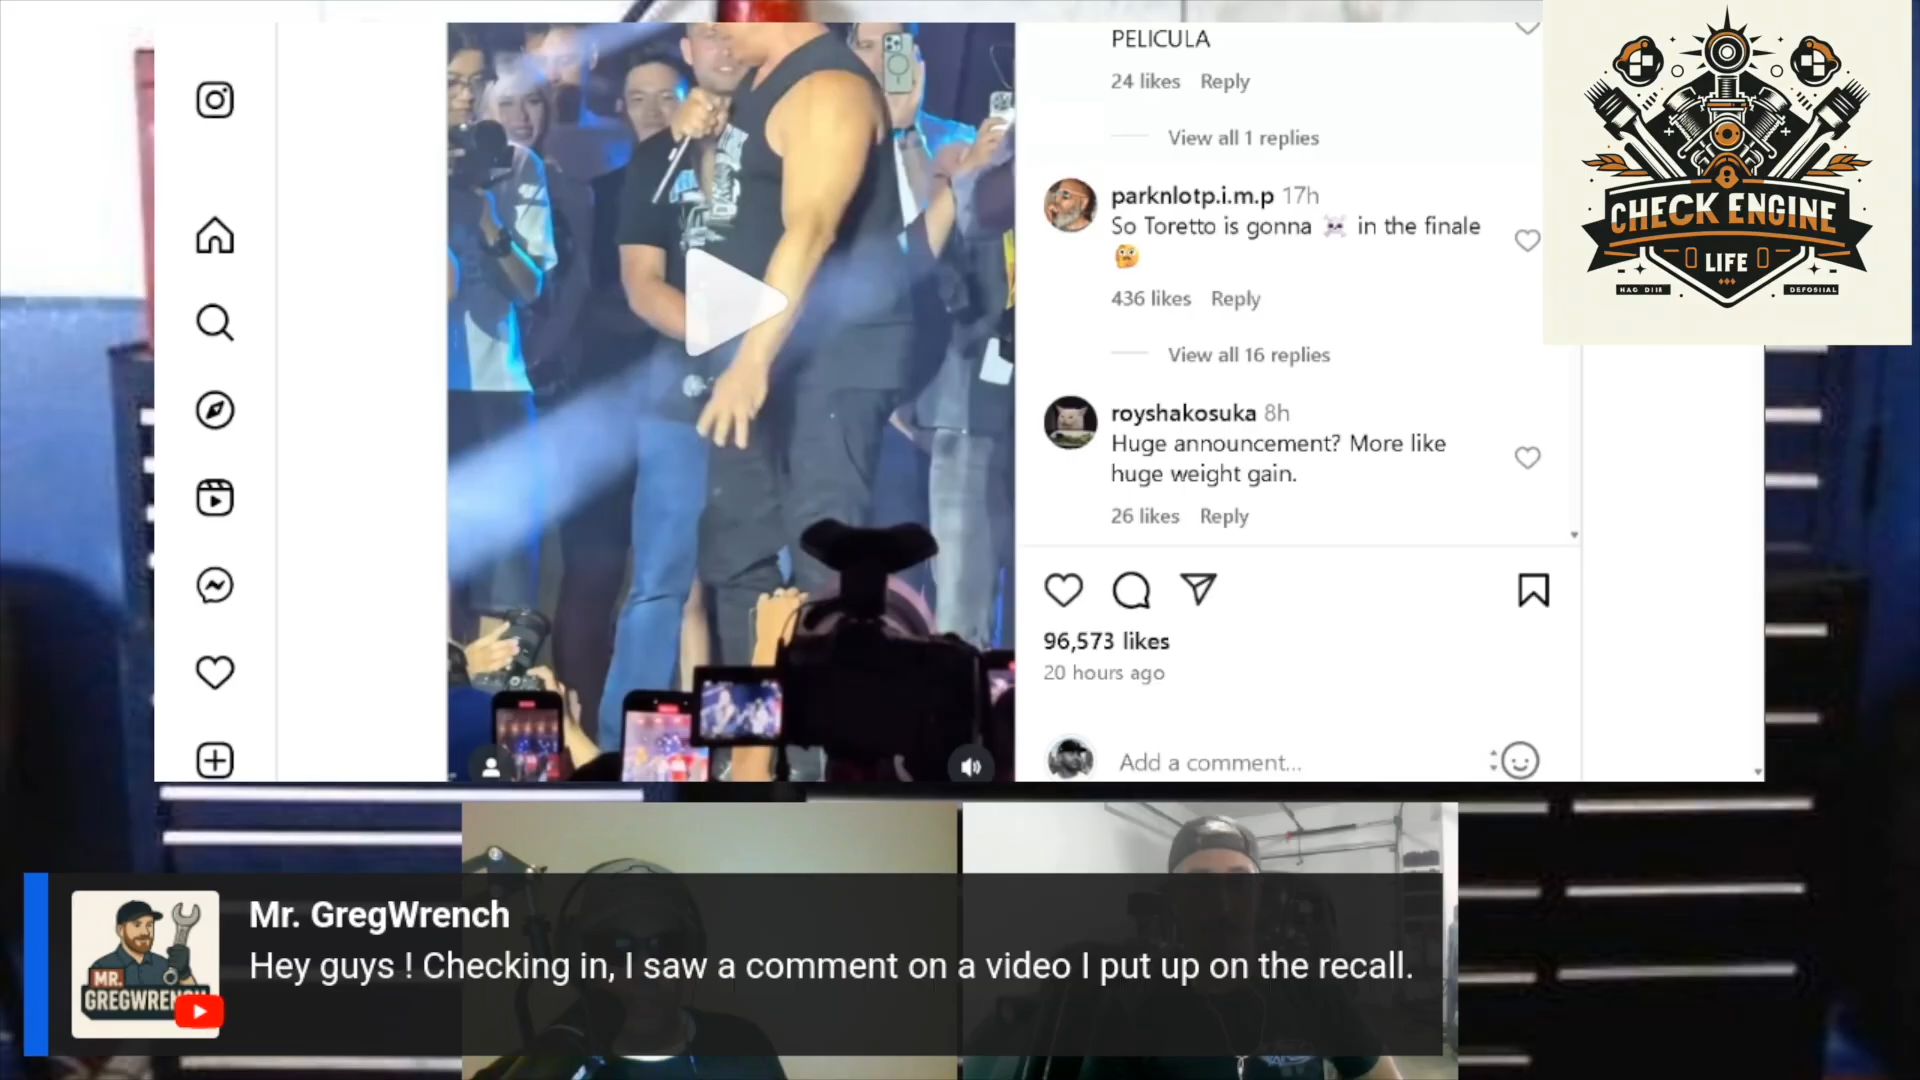 PELICULA
24 likes Reply
View all 1 replies
parknlotp.i.m.p 17h
So Toretto is gonna ☠️ in the finale
🤔
436 likes Reply
View all 16 replies
royshakosuka 8h
Huge announcement? More like
huge weight gain.
26 likes Reply
96,573 likes
20 hours ago
Add a comment...
CHECK ENGINE
LIFE
Mr. GregWrench
Hey guys ! Checking in, I saw a comment on a video I put up on the recall.
MR.